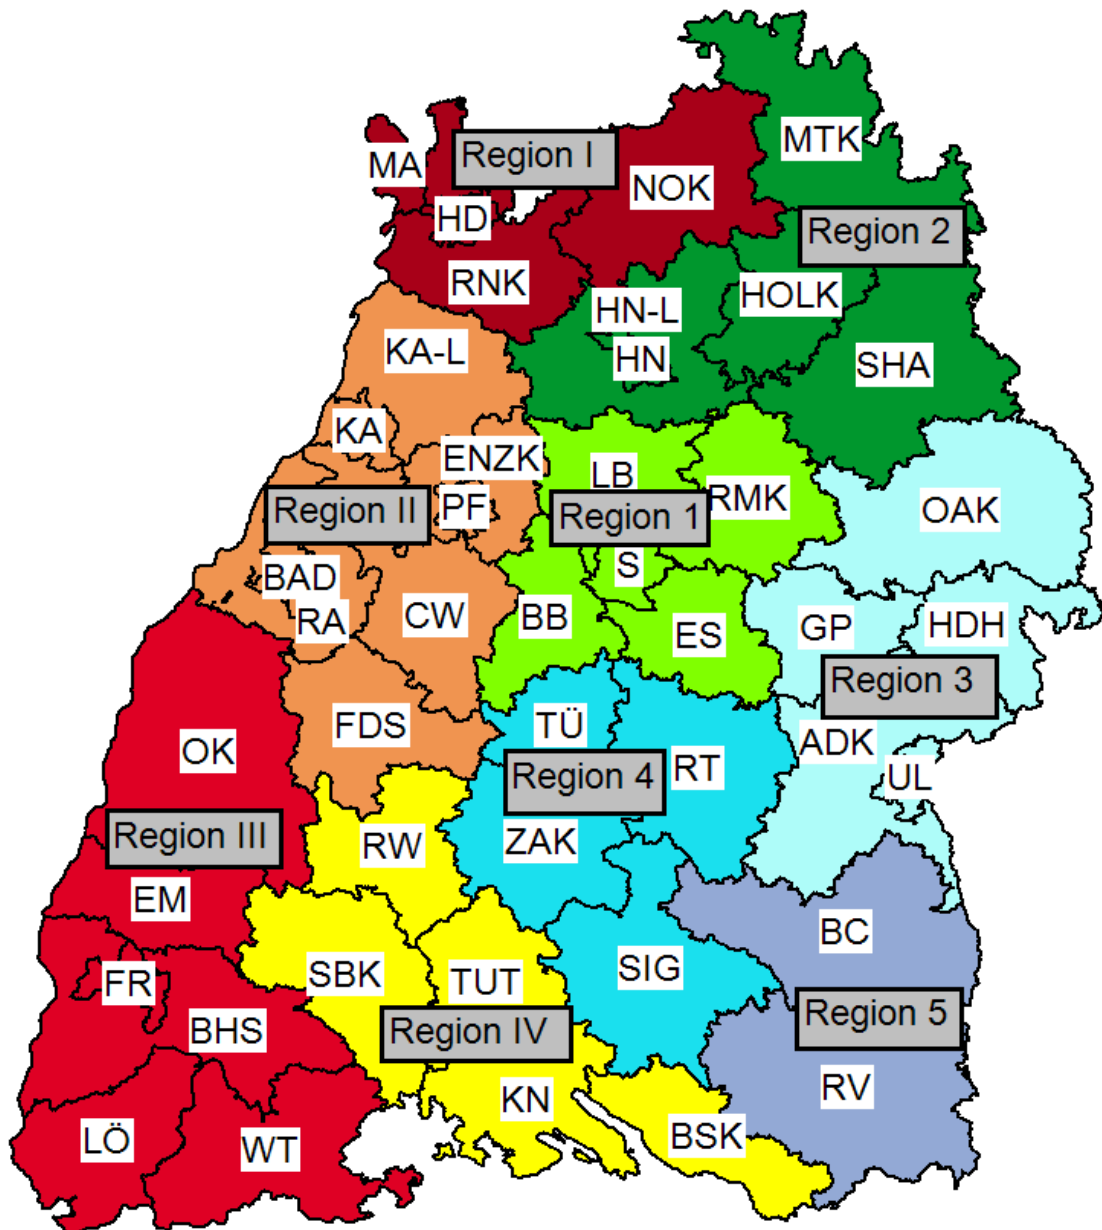 MTK
Region I
MA
NOK
HD
Region 2
RNK
HN-L
HOLK
KA-L
HN
SHA
KA
ENZK
LB
RMK
OAK
PF
Region II
Region 1
S
BAD
RA
CW
BB
ES
GP
HDH
Region 3
FDS
TÜ
OK
RT
ADK
UL
Region 4
Region III
RW
ZAK
EM
BC
FR
SBK
TUT
SIG
BHS
Region IV
Region 5
KN
RV
LÖ
WT
BSK